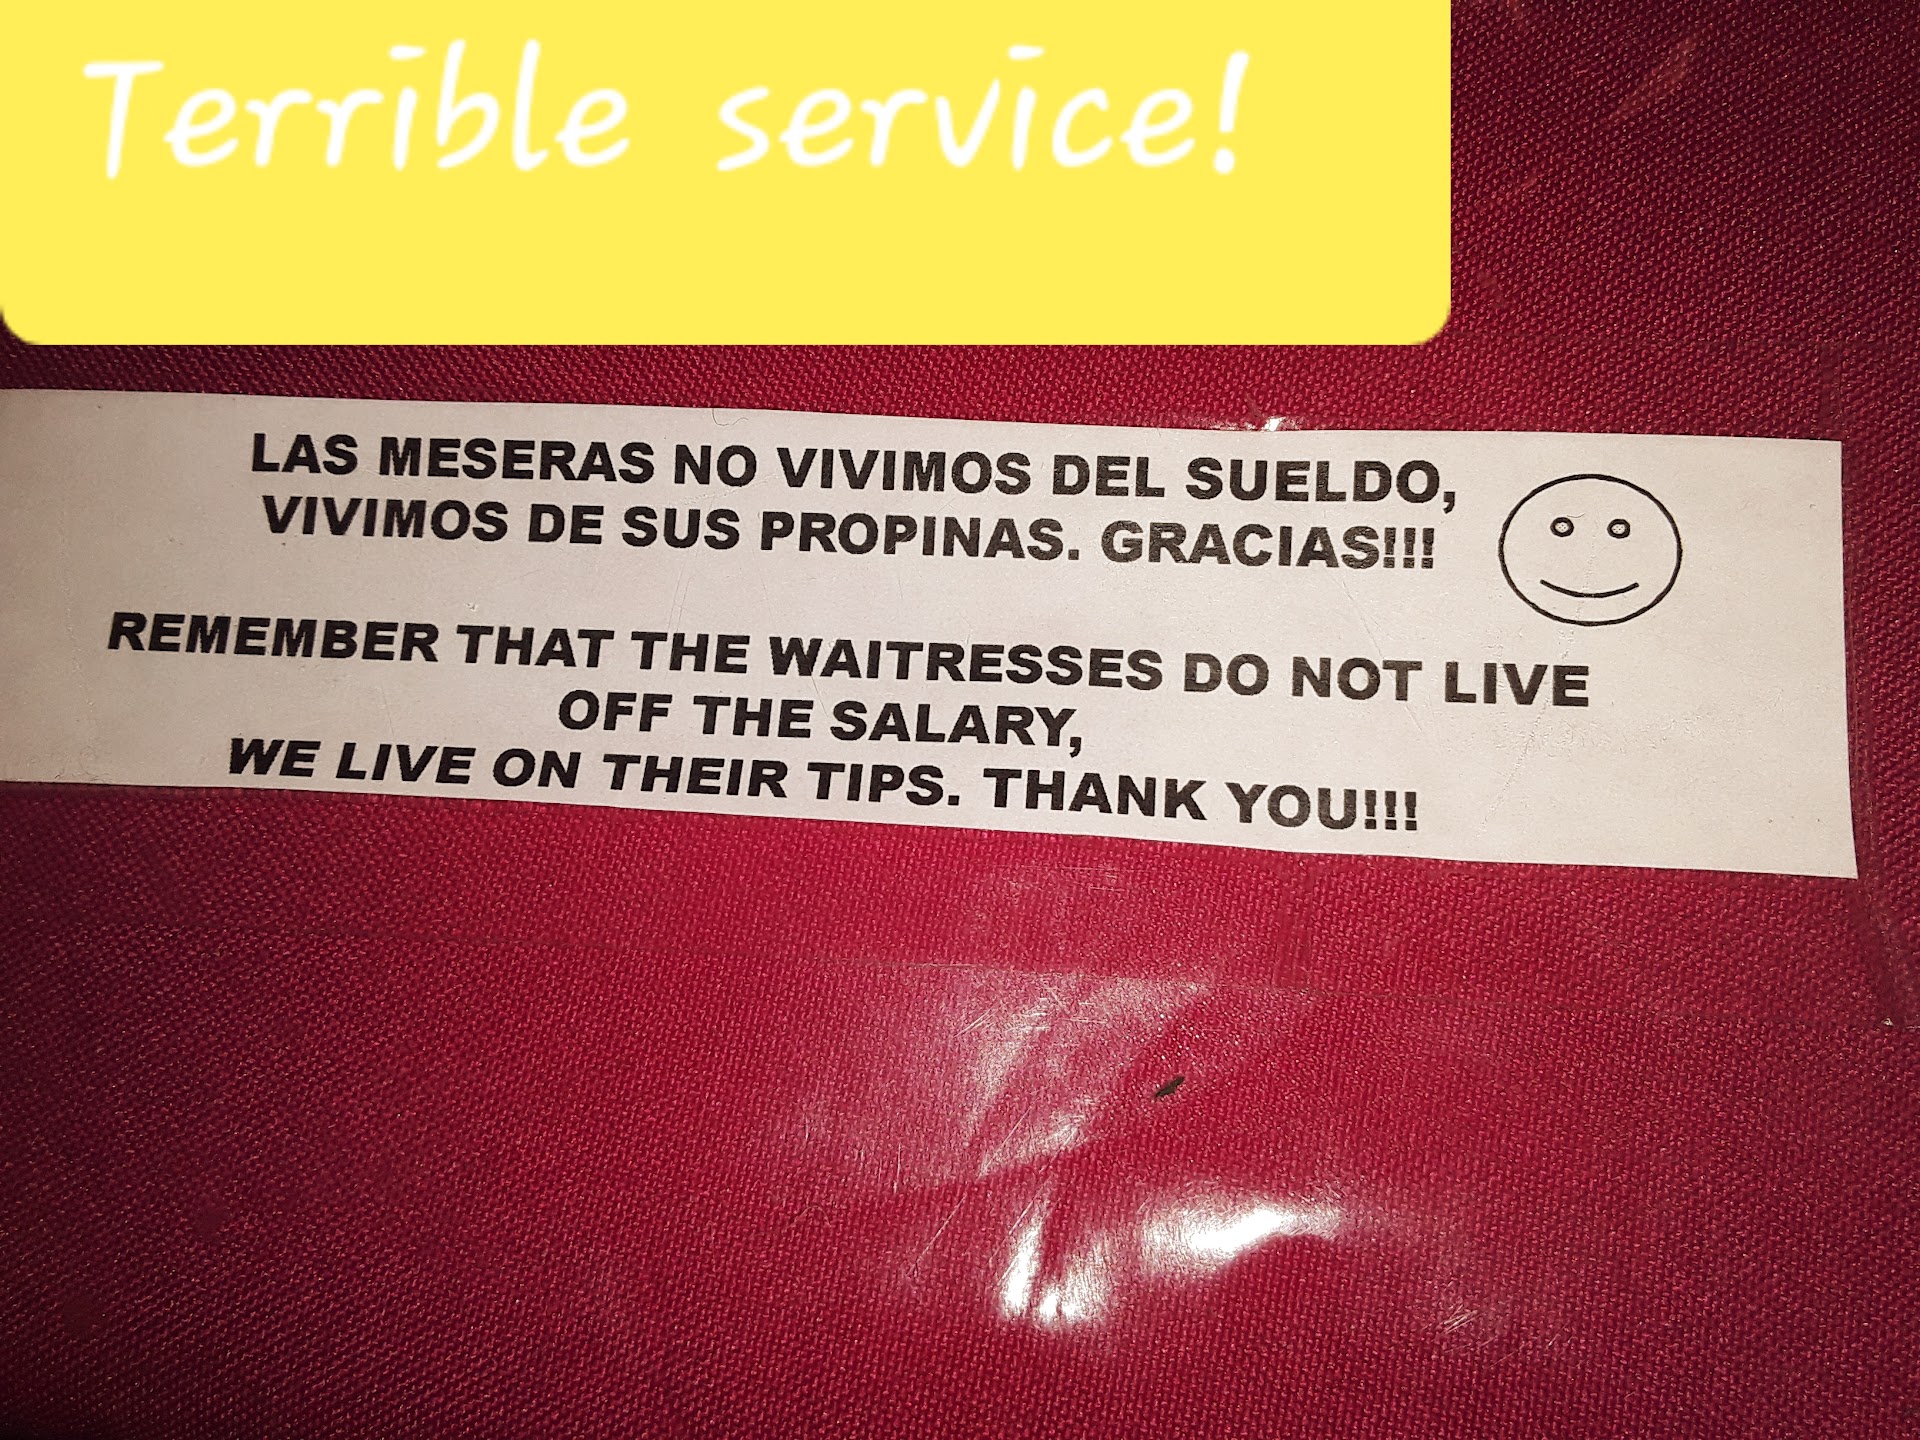 Terrible service!
LAS MESERAS NO VIVIMOS DEL SUELDO,
VIVIMOS DE SUS PROPINAS. GRACIAS!!!
REMEMBER THAT THE WAITRESSES DO NOT LIVE
OFF THE SALARY,
WE LIVE ON THEIR TIPS. THANK YOU!!!